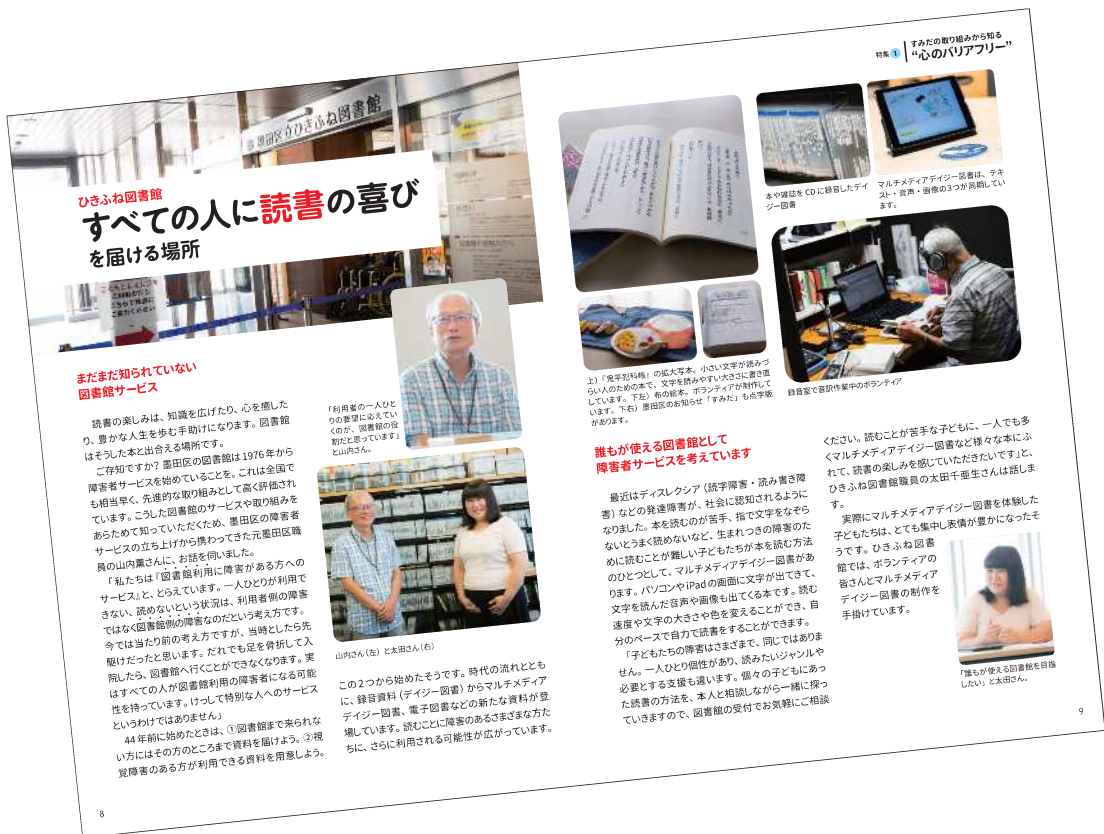 墨田区立ひきふね図書館
ひきふね図書館
すべての人に読書の喜び
を届ける場所
まだまだ知られていない
図書館サービス
読書の楽しみは、知識を広げたり、心を癒した
り、豊かな人生を歩む手助けになります。図書館
はそうした本と出合える場所です。
ご存知ですか？墨田区の図書館は1976年から
障害者サービスを始めていることを。これは全国で
も相当早く、先進的な取り組みとして高く評価され
ています。こうした図書館のサービスや取り組みを
あらためて知っていただくため、墨田区の障害者
サービスの立ち上げから携わってきた元墨田区職
員の山内薫さんに、お話を伺いました。
「私たちは『図書館利用に障害がある方への
サービス』と、とらえています。一人ひとりが利用で
きない、読めないという状況は、利用者側の障害
ではなく図書館側の障害なのだという考え方です。
今では当たり前の考え方ですが、当時としたら先
駆けだったと思います。だれでも足を骨折して入
院したら、図書館へ行くことができなくなります。実
はすべての人が図書館利用の障害者になる可能
性を持っています。けっして特別な人へのサービス
というわけではありません」
44年前に始めたときは、①図書館まで来られな
い方にはその方のところまで資料を届けよう。②視
覚障害のある方が利用できる資料を用意しよう。
「利用者の一人ひと
りの要望に応えてい
くのが、図書館の役
割だと思っています」
と山内さん。
山内さん（左）と太田さん（右）
この2つから始めたそうです。時代の流れととも
に、録音資料（デイジー図書）からマルチメディア
デイジー図書、電子図書などの新たな資料が登
場しています。読むことに障害のあるさまざまな方た
ちに、さらに利用される可能性が広がっています。
8
特集1
すみだの取り組みから知る
“心のバリアフリー”
本や雑誌をCDに録音したデイ
ジー図書
マルチメディアデイジー図書は、テキ
スト・音声・画像の3つが同期してい
ます。
上）『鬼平犯科帳』の拡大写本。小さい文字が読みづ
らい人のための本で、文字を読みやすい大きさに書き直
しています。下左）布の絵本。ボランティアが制作して
います。下右）墨田区のお知らせ「すみだ」も点字版
があります。
録音室で音訳作業中のボランティア
誰もが使える図書館として
障害者サービスを考えています
最近はディスレクシア（読字障害・読み書き障
害）などの発達障害が、社会に認知されるように
なりました。本を読むのが苦手、指で文字をなぞら
ないとうまく読めないなど、生まれつきの障害のた
めに読むことが難しい子どもたちが本を読む方法
のひとつとして、マルチメディアデイジー図書があ
ります。パソコンやiPadの画面に文字が出てきて、
文字を読んだ音声や画像も出てくる本です。読む
速度や文字の大きさや色を変えることができ、自
分のペースで自力で読書をすることができます。
「子どもたちの障害はさまざまで、同じではありま
せん。一人ひとり個性があり、読みたいジャンルや
必要とする支援も違います。個々の子どもにあっ
た読書の方法を、本人と相談しながら一緒に探っ
ていきますので、図書館の受付でお気軽にご相談
ください。読むことが苦手な子どもに、一人でも多
くマルチメディアデイジー図書など様々な本にふ
れて、読書の楽しみを感じていただきたいです」と、
ひきふね図書館職員の太田千亜生さんは話しま
す。
実際にマルチメディアデイジー図書を体験した
子どもたちは、とても集中し表情が豊かになったそ
うです。ひきふね図書
館では、ボランティアの
皆さんとマルチメディア
デイジー図書の制作を
手掛けています。
「誰もが使える図書館を目指
したい」と太田さん。
9